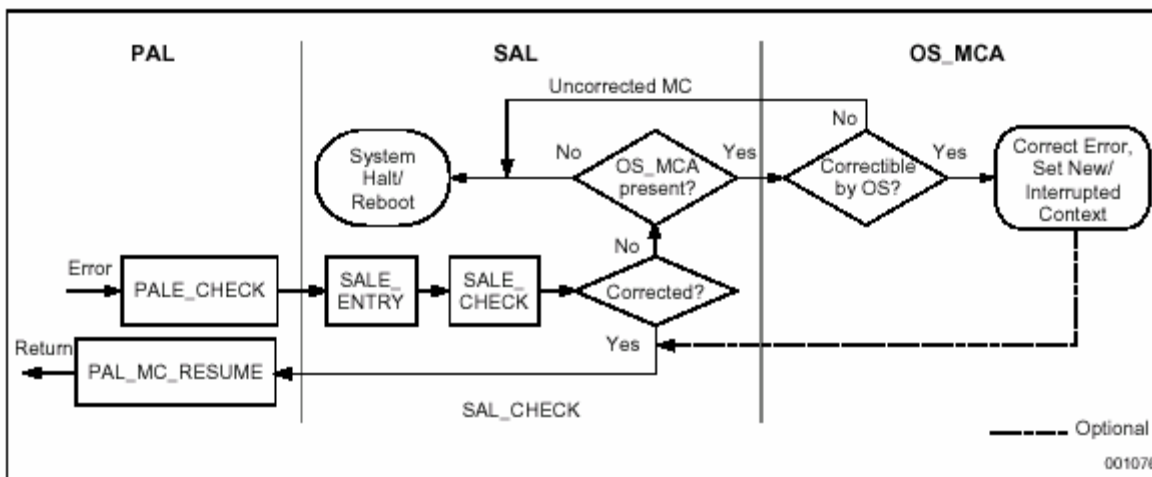 PAL
SAL
OS_MCA
Uncorrected MC
No
System
Halt/
Reboot
No
OS_MCA
present?
Yes
Correctible
by OS?
Yes
Correct Error,
Set New/
Interrupted
Context
No
Error
PALE_CHECK
SALE_
ENTRY
SALE_
CHECK
Corrected?
Yes
Return
PAL_MC_RESUME
SAL_CHECK
Optional
001076